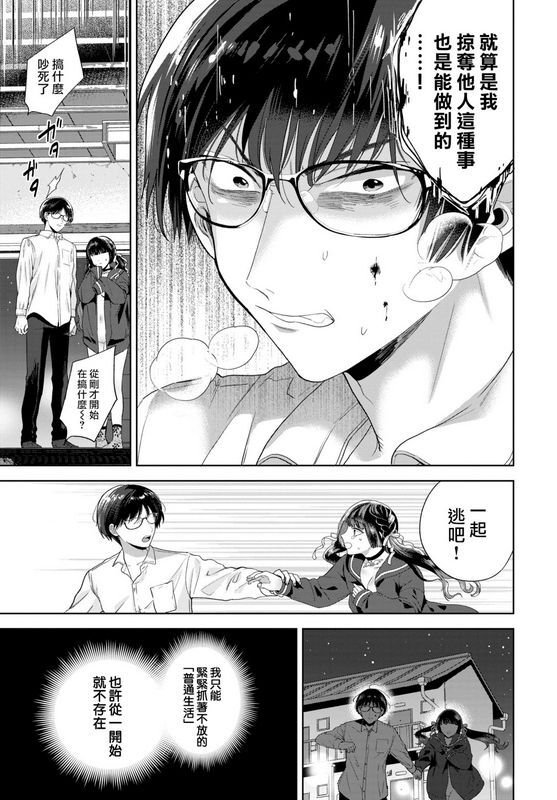 就算是我
掠奪他人這種事
也是能做到的
……!
搞什麼
吵死了
ガタ
ガタ
從剛才開始
在搞什麼~?
一起
逃吧!
我只能
緊緊抓著不放的
「普通生活」
也許從一開始
就不存在